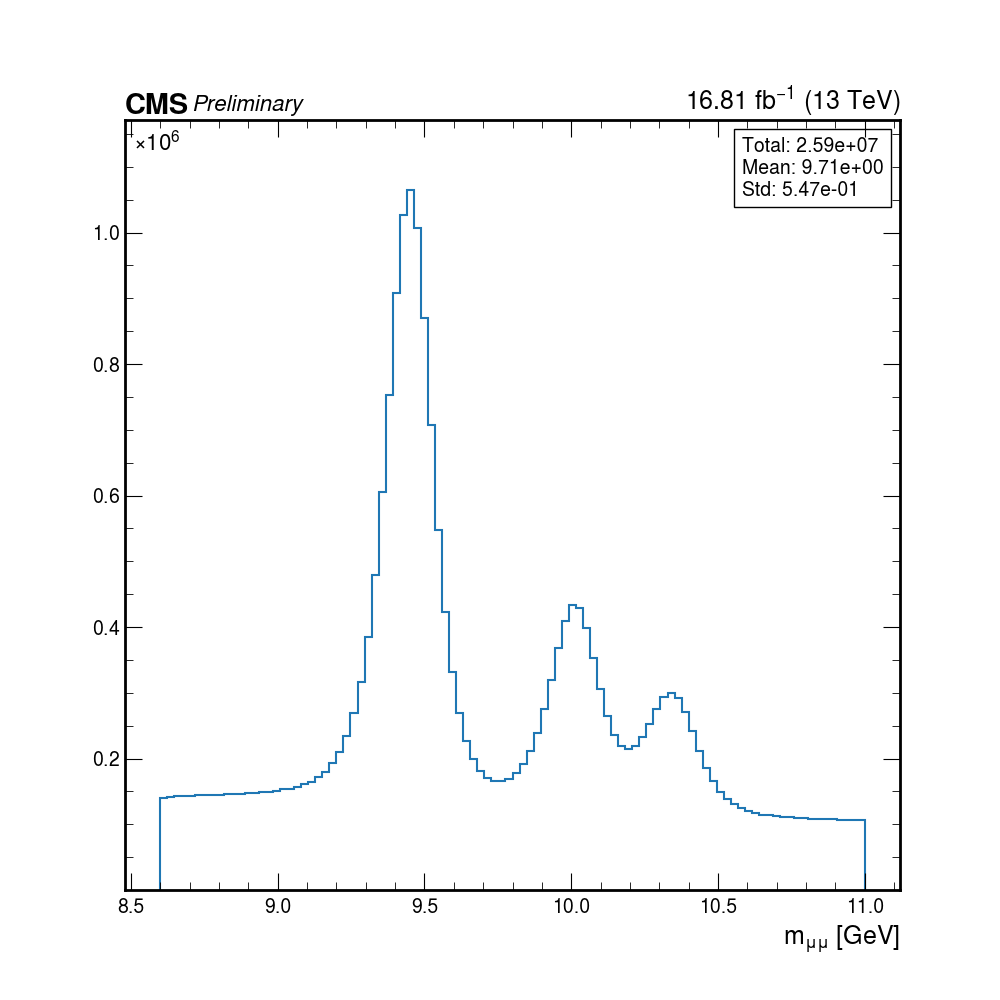 CMS Preliminary 16.81 fb⁻¹ (13 TeV)
×10⁶
Total: 2.59e+07
Mean: 9.71e+00
Std: 5.47e-01
1.0
0.8
0.6
0.4
0.2
8.5 9.0 9.5 10.0 10.5 11.0
m_μμ [GeV]